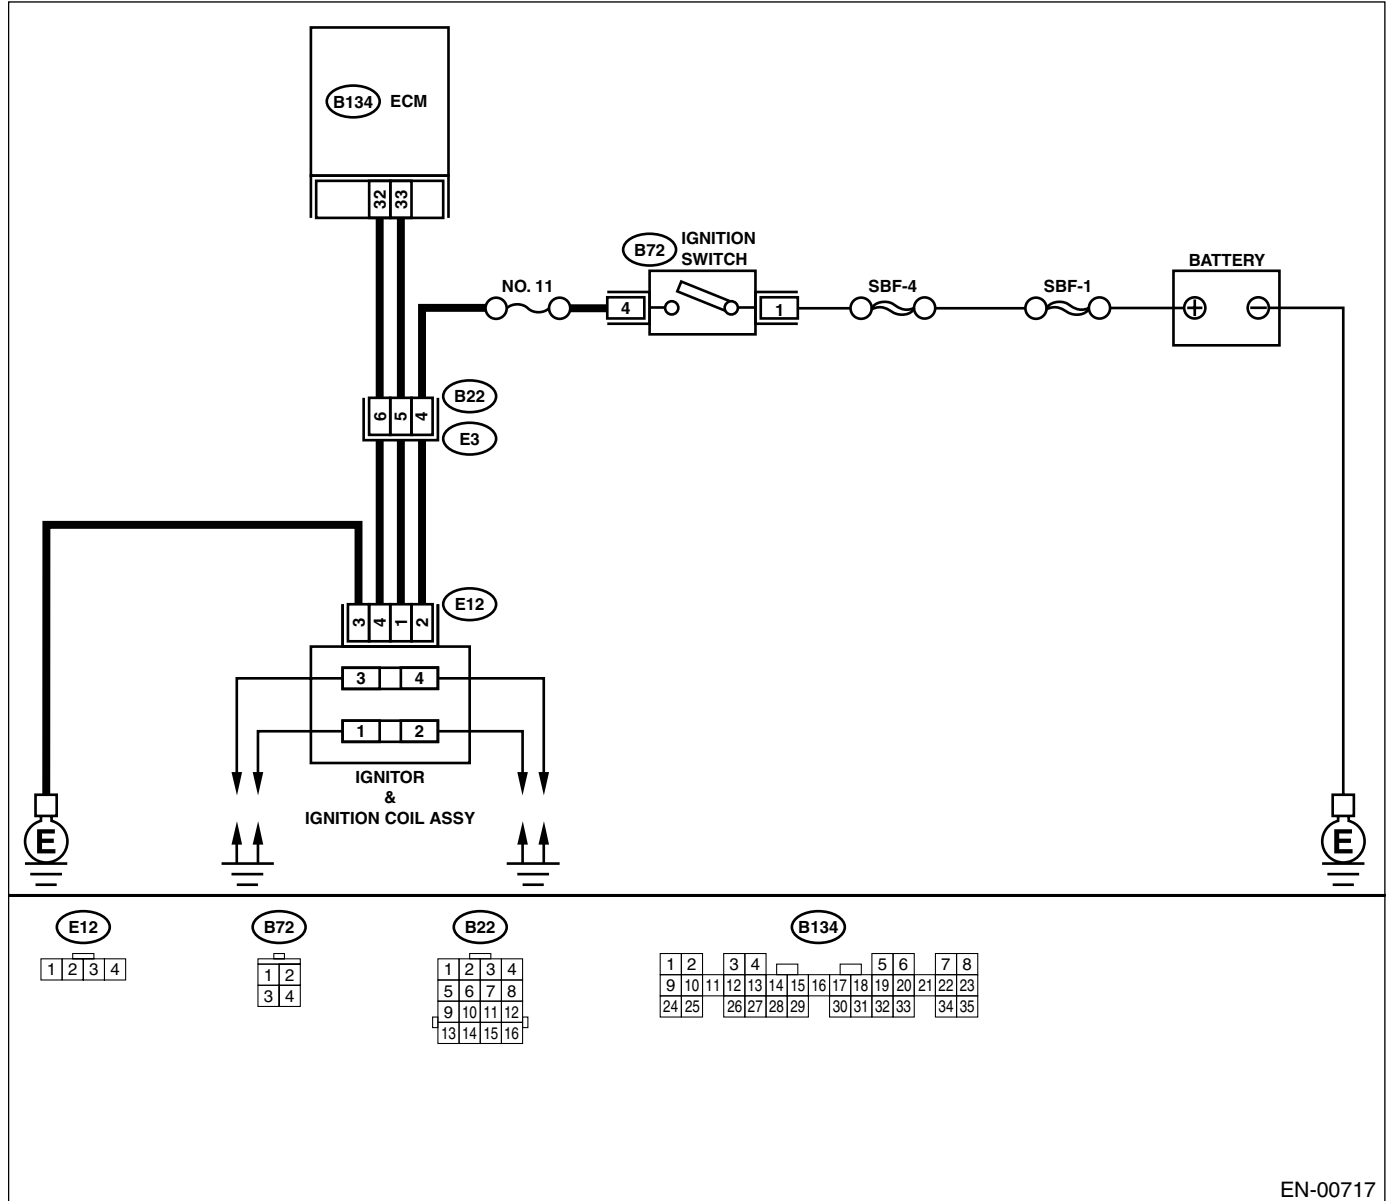 B134 ECM
32 33
B72 IGNITION
SWITCH
BATTERY
NO. 11
4
1
SBF-4
SBF-1
+ −
6 5 4
B22
E3
E12
3 4 1 2
3 4
1 2
IGNITOR
&
IGNITION COIL ASSY
E
E
E12
B72
B22
B134
1 2 3 4
1 2
3 4
1 2 3 4
5 6 7 8
9 10 11 12
13 14 15 16
1 2 3 4 5 6 7 8
9 10 11 12 13 14 15 16 17 18 19 20 21 22 23
24 25 26 27 28 29 30 31 32 33 34 35
EN-00717